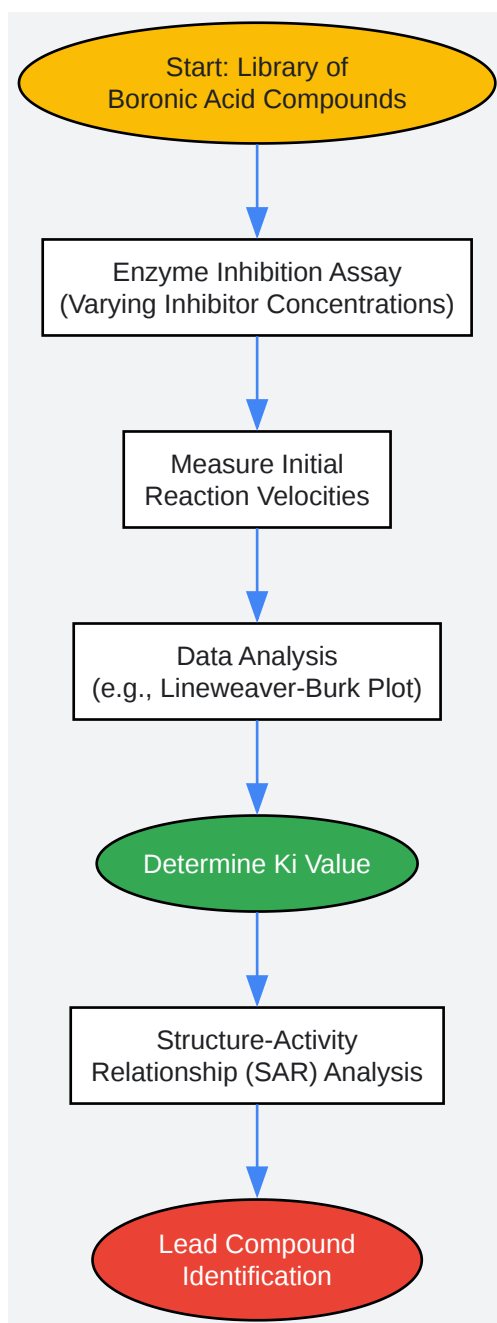 Start: Library of
Boronic Acid Compounds
Enzyme Inhibition Assay
(Varying Inhibitor Concentrations)
Measure Initial
Reaction Velocities
Data Analysis
(e.g., Lineweaver-Burk Plot)
Determine Ki Value
Structure-Activity
Relationship (SAR) Analysis
Lead Compound
Identification